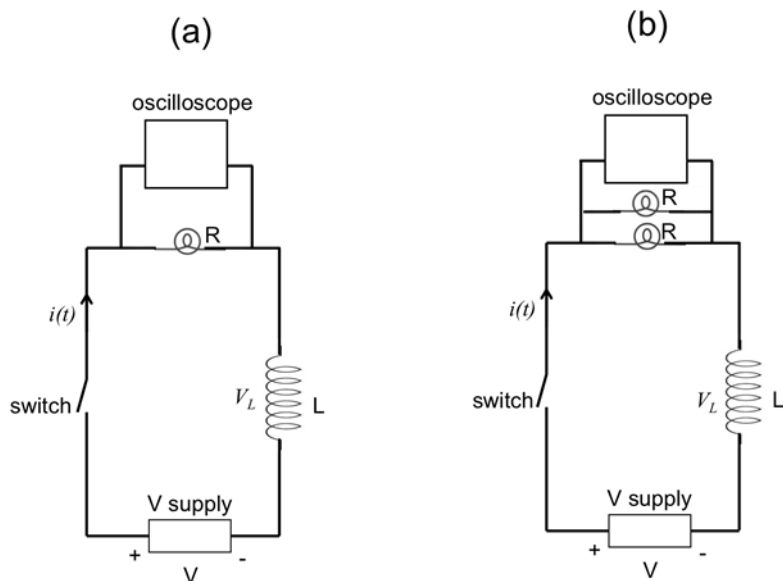 (a)
oscilloscope
R
i(t)
switch
V_L
L
V supply
+ -
V
(b)
oscilloscope
R
R
i(t)
switch
V_L
L
V supply
+ -
V